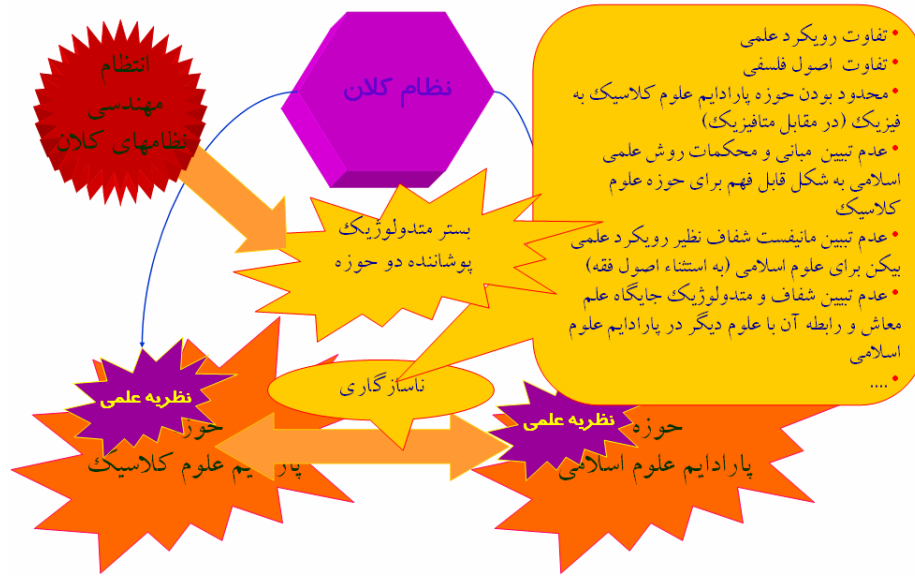 انتظام
مهندسی
نظامهای کلان
نظام کلان
• تفاوت رویکرد علمی
• تفاوت اصول فلسفی
• محدود بودن حوزه پارادایم علوم کلاسیک به
فیزیک (در مقابل متافیزیک)
• عدم تبیین مبانی و محکمات روش علمی
اسلامی به شکل قابل فهم برای حوزه علوم
کلاسیک
• عدم تبیین مانیفست شفاف نظیر رویکرد علمی
بیکن برای علوم اسلامی (به استثناء اصول فقه)
• عدم تبیین شفاف و متدولوژیک جایگاه علم
معاش و رابطه آن با علوم دیگر در پارادایم علوم
اسلامی
• ....
بستر متدولوژیک
پوشاننده دو حوزه
ناسازگاری
نظریه علمی
حوزه
پارادایم علوم اسلامی
نظریه علمی
حوز
پارادایم علوم کلاسیک